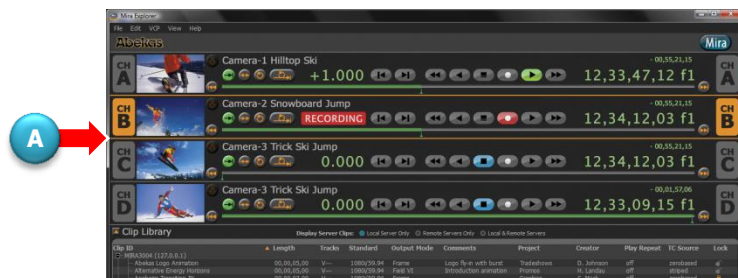 Mira Explorer
File Edit VCP View Help
Abekas Mira
CH A Camera-1 Hilltop Ski - 00,55,21,15
+1.000 12,33,47,12 f1 CH A
CH B Camera-2 Snowboard Jump - 00,55,21,15
RECORDING 12,34,12,03 f1 CH B
A
CH C Camera-3 Trick Ski Jump - 00,55,21,15
0.000 12,34,12,03 f1 CH C
CH D Camera-3 Trick Ski Jump - 00,01,57,06
0.000 12,33,09,15 f1 CH D
Clip Library Display Server Clips: Local Server Only Remote Servers Only Local & Remote Servers
Clip ID Length Tracks Standard Output Mode Comments Project Creator Play Repeat TC Source Lock
MIRA3004 (127.0.0.1)
Abekas Logo Animation 00,00,05,00 V--- 1080/59.94 Frame Logo fly-in with burst Tradeshows D. Johnson off zerobased
Alternative Energy Horizons 00,00,05,00 V--- 1080/59.94 Field VI Introduction animation Promos H. Landau off striped